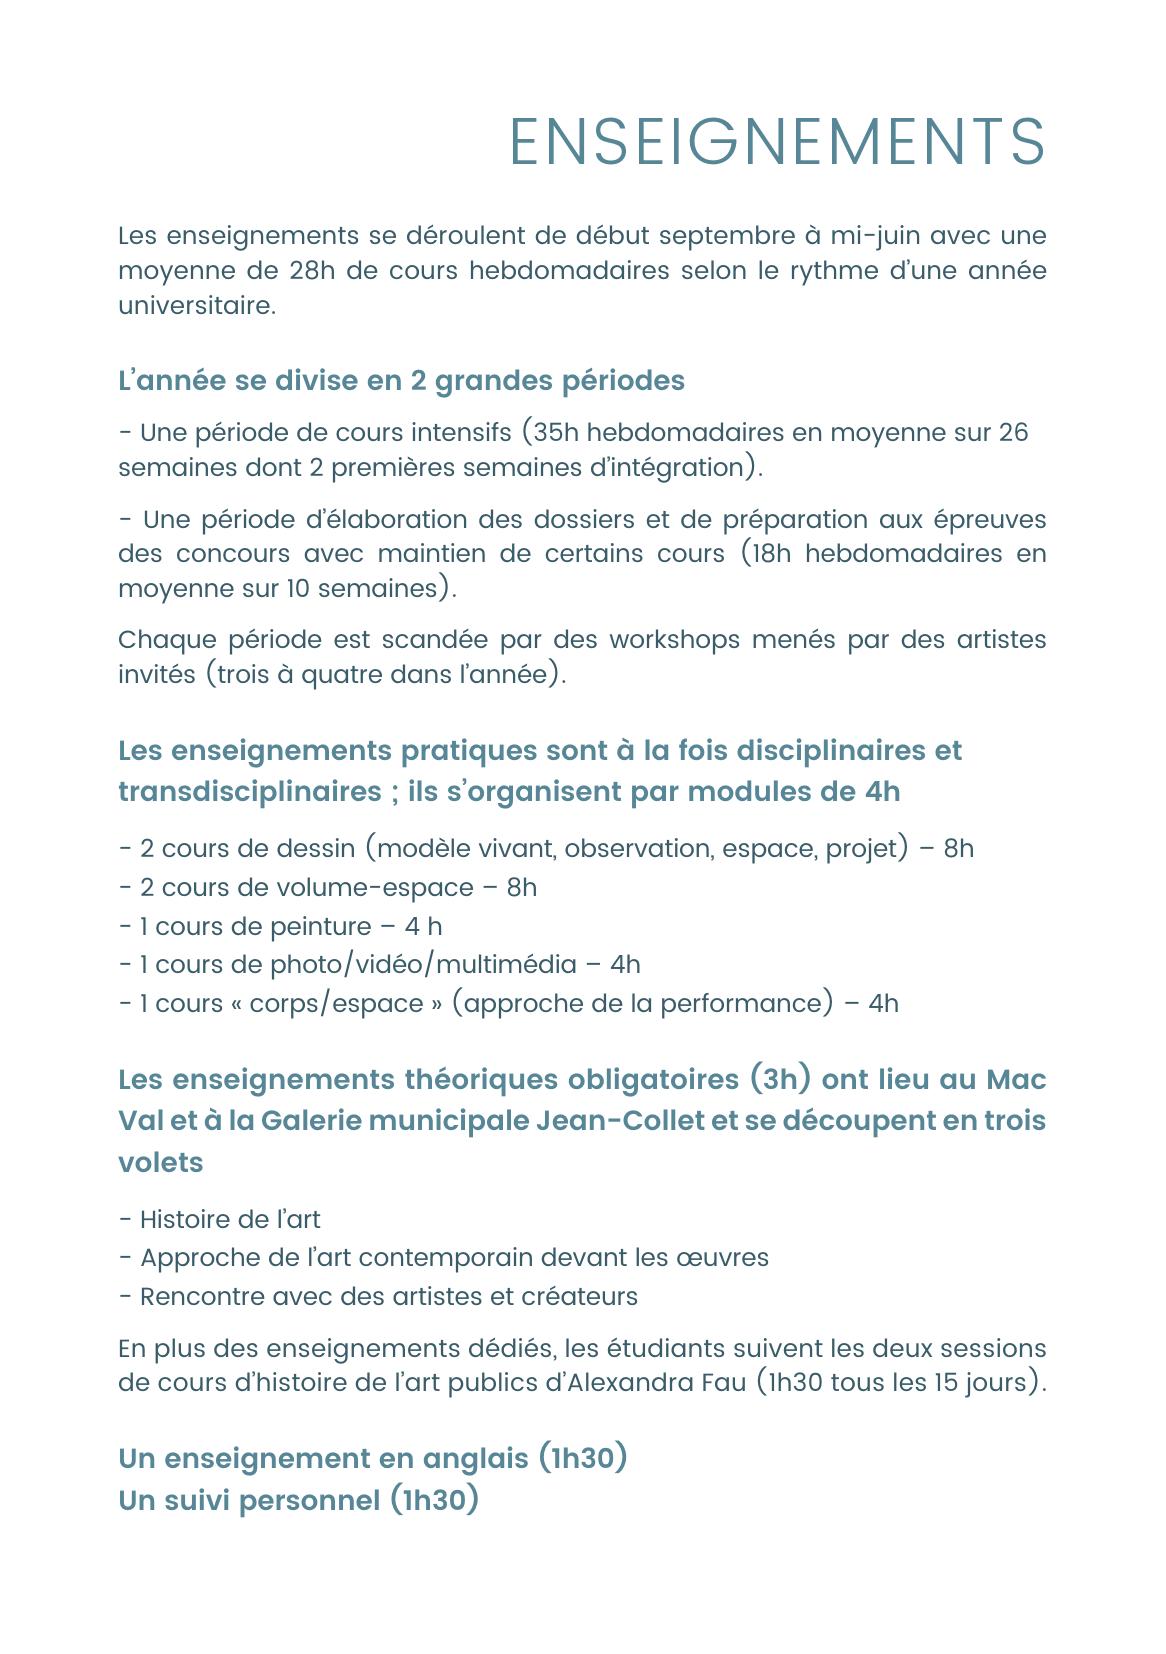 ENSEIGNEMENTS
Les enseignements se déroulent de début septembre à mi-juin avec une
moyenne de 28h de cours hebdomadaires selon le rythme d’une année
universitaire.
L’année se divise en 2 grandes périodes
- Une période de cours intensifs (35h hebdomadaires en moyenne sur 26
semaines dont 2 premières semaines d’intégration).
- Une période d’élaboration des dossiers et de préparation aux épreuves
des concours avec maintien de certains cours (18h hebdomadaires en
moyenne sur 10 semaines).
Chaque période est scandée par des workshops menés par des artistes
invités (trois à quatre dans l’année).
Les enseignements pratiques sont à la fois disciplinaires et
transdisciplinaires ; ils s’organisent par modules de 4h
- 2 cours de dessin (modèle vivant, observation, espace, projet) – 8h
- 2 cours de volume-espace – 8h
- 1 cours de peinture – 4 h
- 1 cours de photo/vidéo/multimédia – 4h
- 1 cours « corps/espace » (approche de la performance) – 4h
Les enseignements théoriques obligatoires (3h) ont lieu au Mac
Val et à la Galerie municipale Jean-Collet et se découpent en trois
volets
- Histoire de l’art
- Approche de l’art contemporain devant les œuvres
- Rencontre avec des artistes et créateurs
En plus des enseignements dédiés, les étudiants suivent les deux sessions
de cours d’histoire de l’art publics d’Alexandra Fau (1h30 tous les 15 jours).
Un enseignement en anglais (1h30)
Un suivi personnel (1h30)